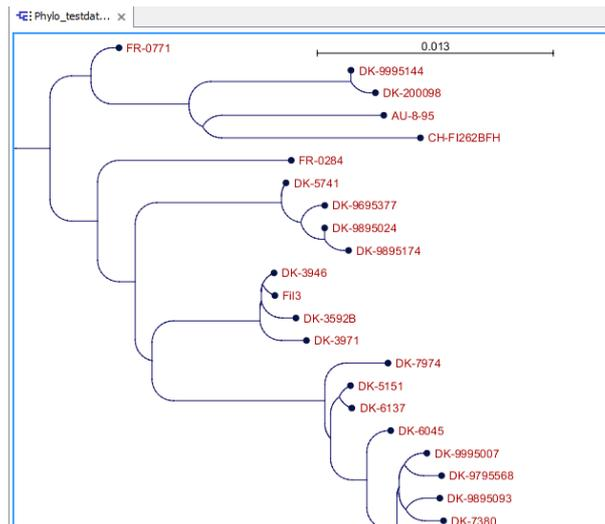 Phylo_testdat...
0.013
FR-0771
DK-9995144
DK-200098
AU-8-95
CH-FI262BFH
FR-0284
DK-5741
DK-9695377
DK-9895024
DK-9895174
DK-3946
Fil3
DK-3592B
DK-3971
DK-7974
DK-5151
DK-6137
DK-6045
DK-9995007
DK-9795568
DK-9895093
DK-7380